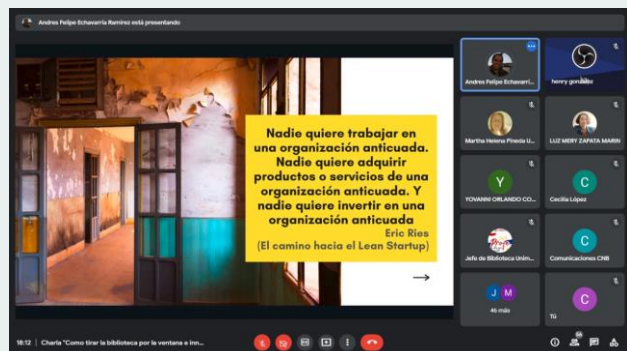 Andres Felipe Echavarria Ramirez está presentando
Nadie quiere trabajar en
una organización anticuada.
Nadie quiere adquirir
productos o servicios de una
organización anticuada. Y
nadie quiere invertir en una
organización anticuada
Eric Ries
(El camino hacia el Lean Startup)
→
Andres Felipe Echavarri...
henry gonzalez
Martha Helena Pineda U...
LUZ MERY ZAPATA MARIN
Y
YOVANNI ORLANDO CO...
C
Cecilia López
Jefe de Biblioteca Unim...
C
Comunicaciones CNB
J M
46 más
C
Tú
18:12 | Charla "Como tirar la biblioteca por la ventana e inn...